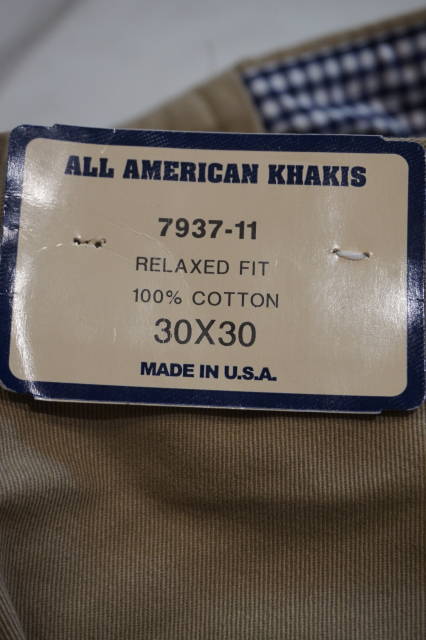 ALL AMERICAN KHAKIS
7937-11
RELAXED FIT
100% COTTON
30X30
MADE IN U.S.A.